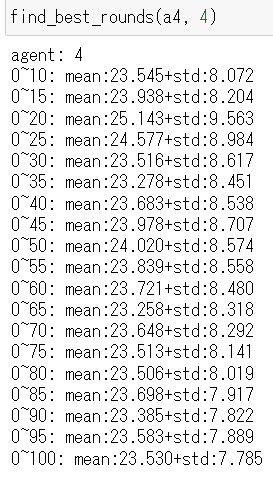 find_best_rounds(a4, 4)
agent: 4
0~10: mean:23.545+std:8.072
0~15: mean:23.938+std:8.204
0~20: mean:25.143+std:9.563
0~25: mean:24.577+std:8.984
0~30: mean:23.516+std:8.617
0~35: mean:23.278+std:8.451
0~40: mean:23.683+std:8.538
0~45: mean:23.978+std:8.707
0~50: mean:24.020+std:8.574
0~55: mean:23.839+std:8.558
0~60: mean:23.721+std:8.480
0~65: mean:23.258+std:8.318
0~70: mean:23.648+std:8.292
0~75: mean:23.513+std:8.141
0~80: mean:23.506+std:8.019
0~85: mean:23.698+std:7.917
0~90: mean:23.385+std:7.822
0~95: mean:23.583+std:7.889
0~100: mean:23.530+std:7.785